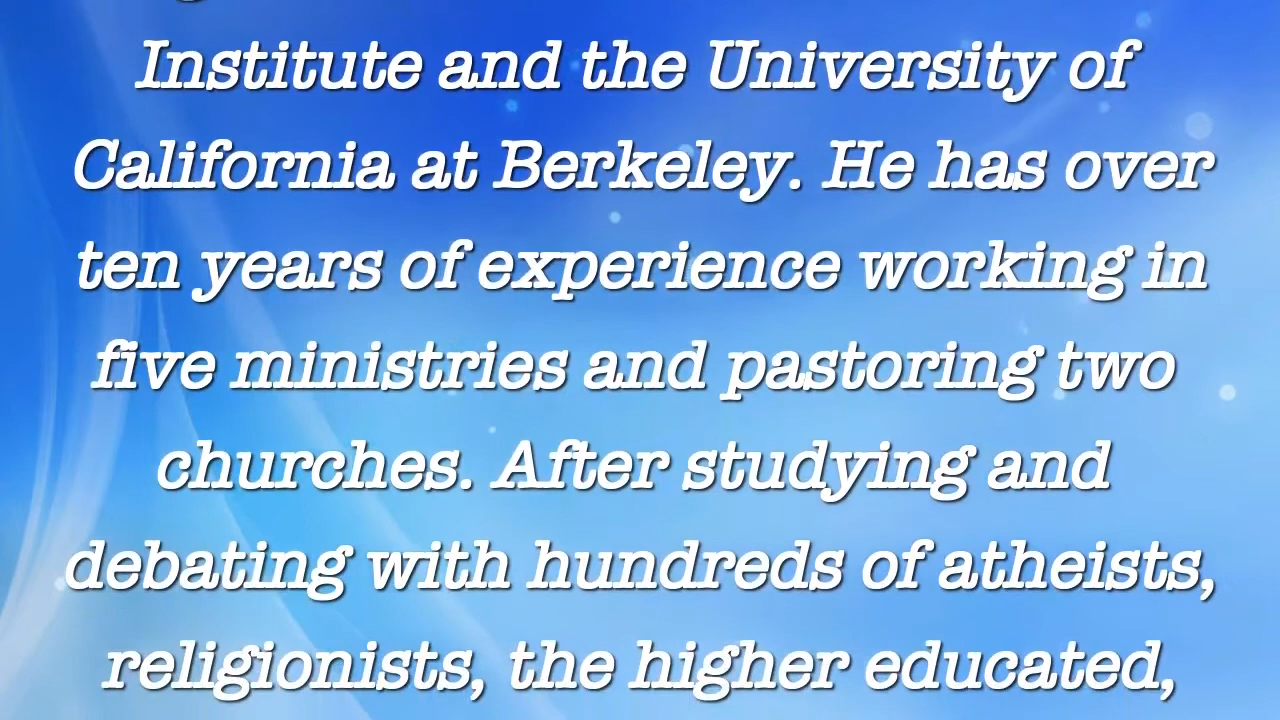 Institute and the University of
California at Berkeley. He has over
ten years of experience working in
five ministries and pastoring two
churches. After studying and
debating with hundreds of atheists,
religionists, the higher educated,